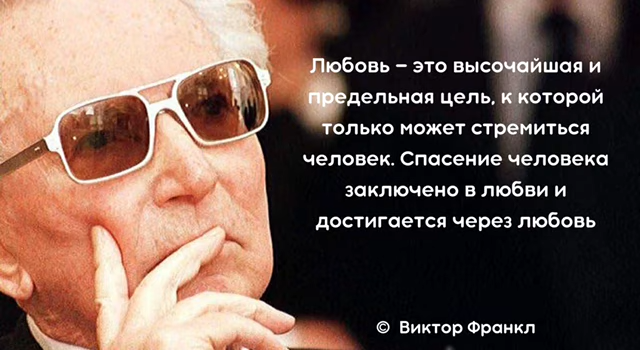 Любовь – это высочайшая и
предельная цель, к которой
только может стремиться
человек. Спасение человека
заключено в любви и
достигается через любовь
© Виктор Франкл